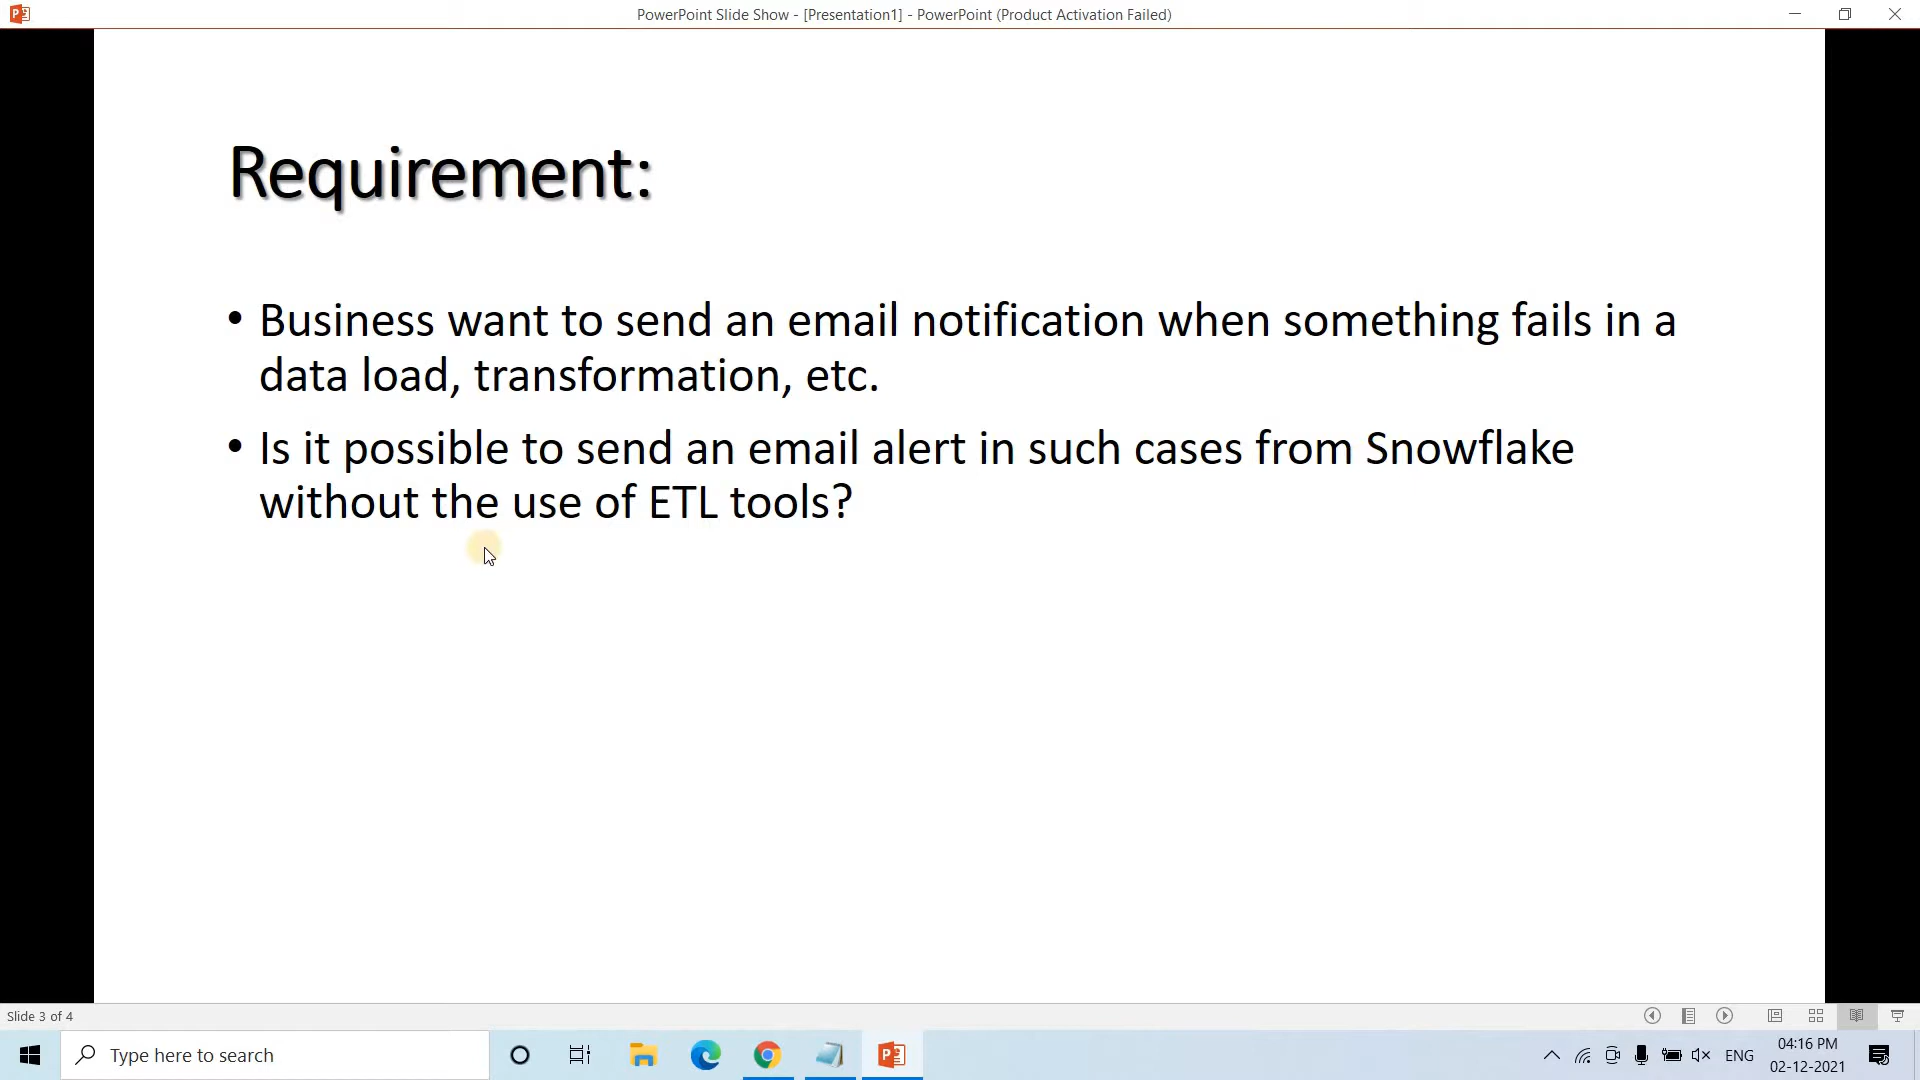 PowerPoint Slide Show - [Presentation1] - PowerPoint (Product Activation Failed)
Requirement:
• Business want to send an email notification when something fails in a
data load, transformation, etc.
• Is it possible to send an email alert in such cases from Snowflake
without the use of ETL tools?
Slide 3 of 4
Type here to search
ENG
04:16 PM
02-12-2021